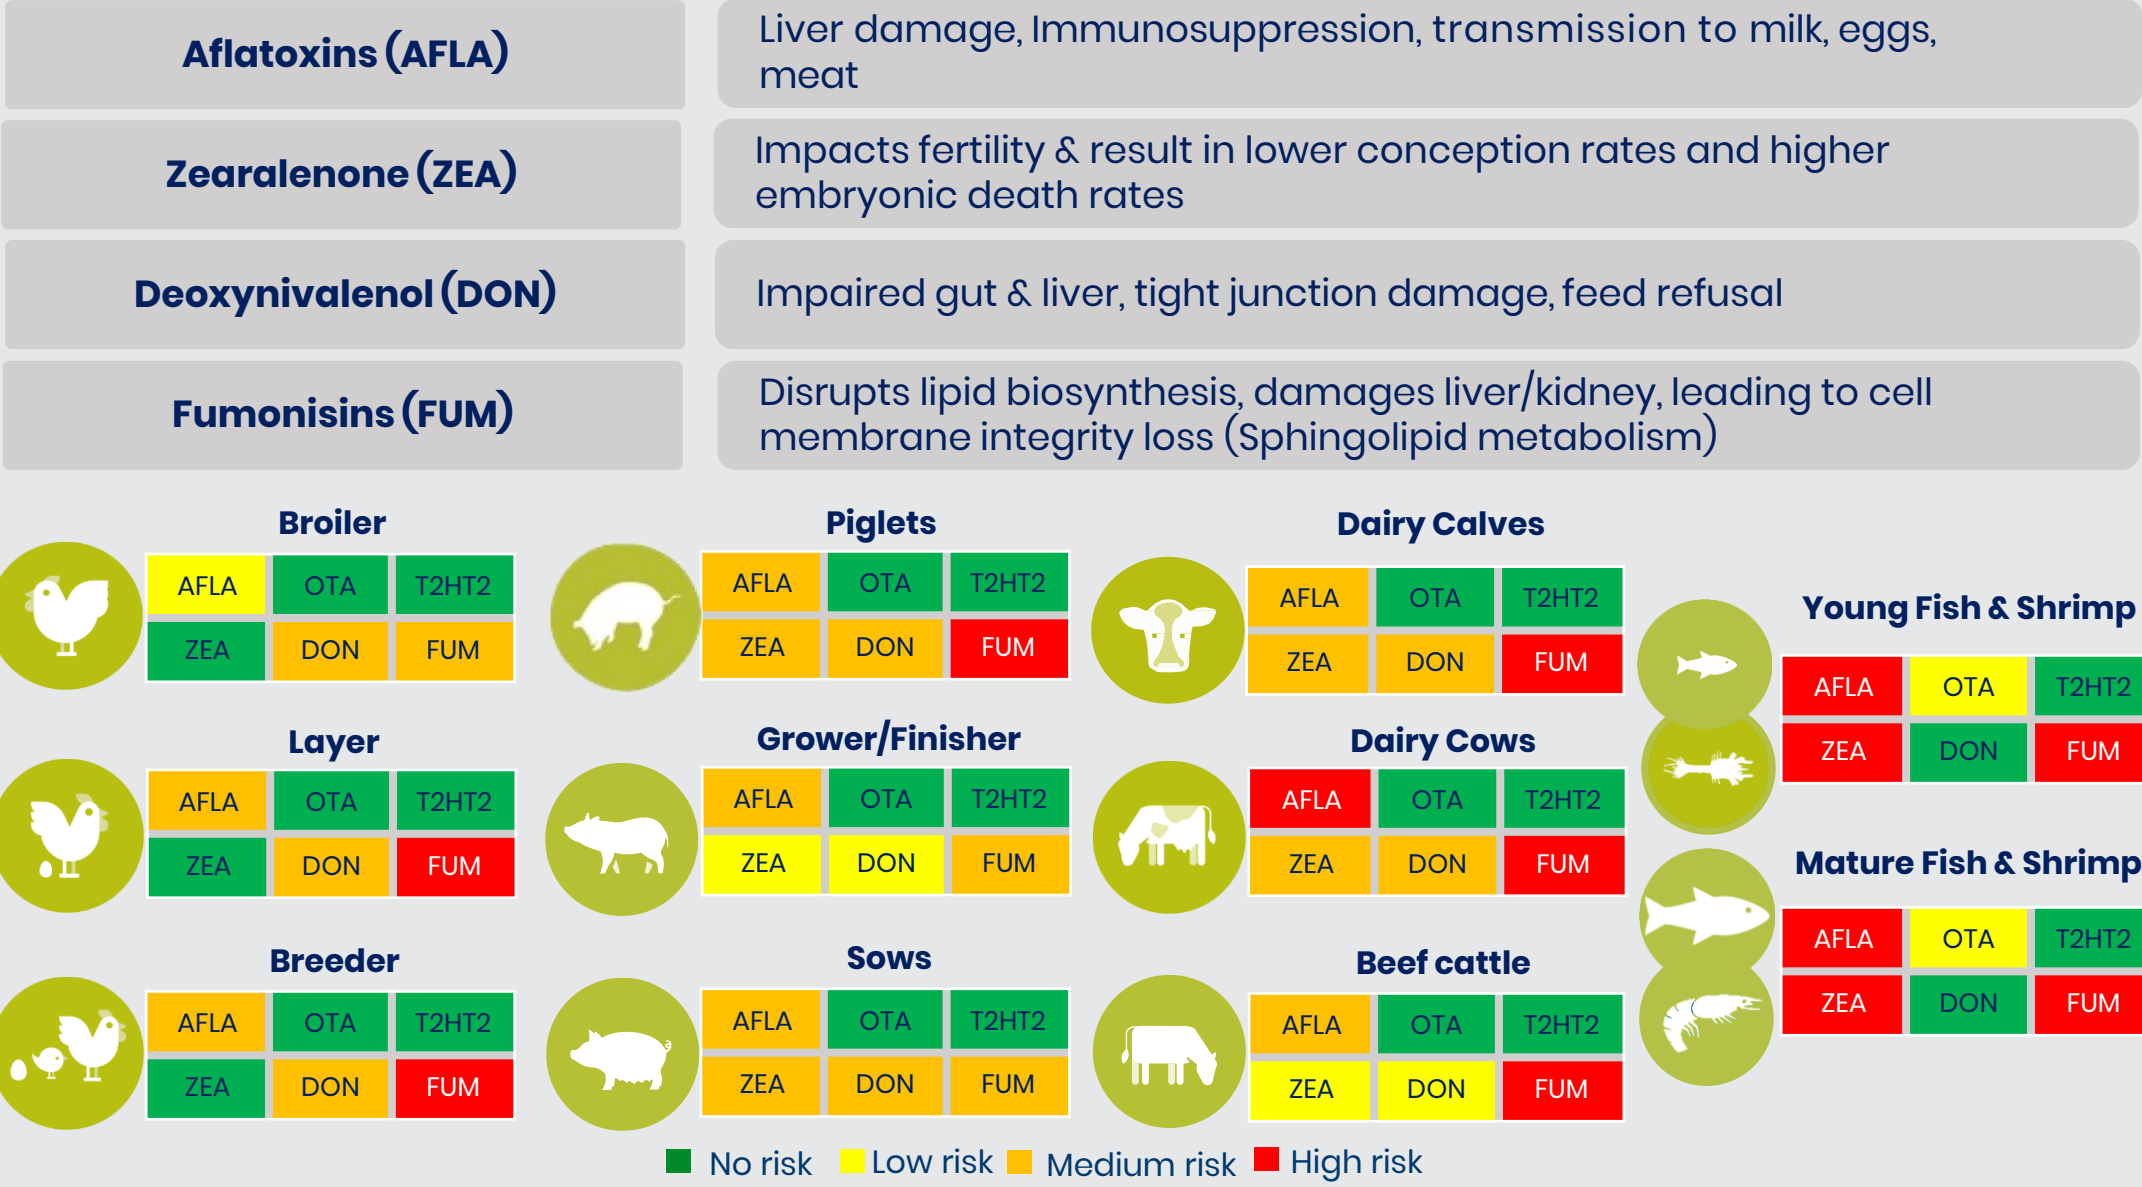 Aflatoxins (AFLA)
Liver damage, Immunosuppression, transmission to milk, eggs,
meat
Zearalenone (ZEA)
Impacts fertility & result in lower conception rates and higher
embryonic death rates
Deoxynivalenol (DON)
Impaired gut & liver, tight junction damage, feed refusal
Fumonisins (FUM)
Disrupts lipid biosynthesis, damages liver/kidney, leading to cell
membrane integrity loss (Sphingolipid metabolism)
Broiler
AFLA OTA T2HT2
ZEA DON FUM
Layer
AFLA OTA T2HT2
ZEA DON FUM
Breeder
AFLA OTA T2HT2
ZEA DON FUM
Piglets
AFLA OTA T2HT2
ZEA DON FUM
Grower/Finisher
AFLA OTA T2HT2
ZEA DON FUM
Sows
AFLA OTA T2HT2
ZEA DON FUM
Dairy Calves
AFLA OTA T2HT2
ZEA DON FUM
Dairy Cows
AFLA OTA T2HT2
ZEA DON FUM
Beef cattle
AFLA OTA T2HT2
ZEA DON FUM
Young Fish & Shrimp
AFLA OTA T2HT2
ZEA DON FUM
Mature Fish & Shrimp
AFLA OTA T2HT2
ZEA DON FUM
No risk Low risk Medium risk High risk